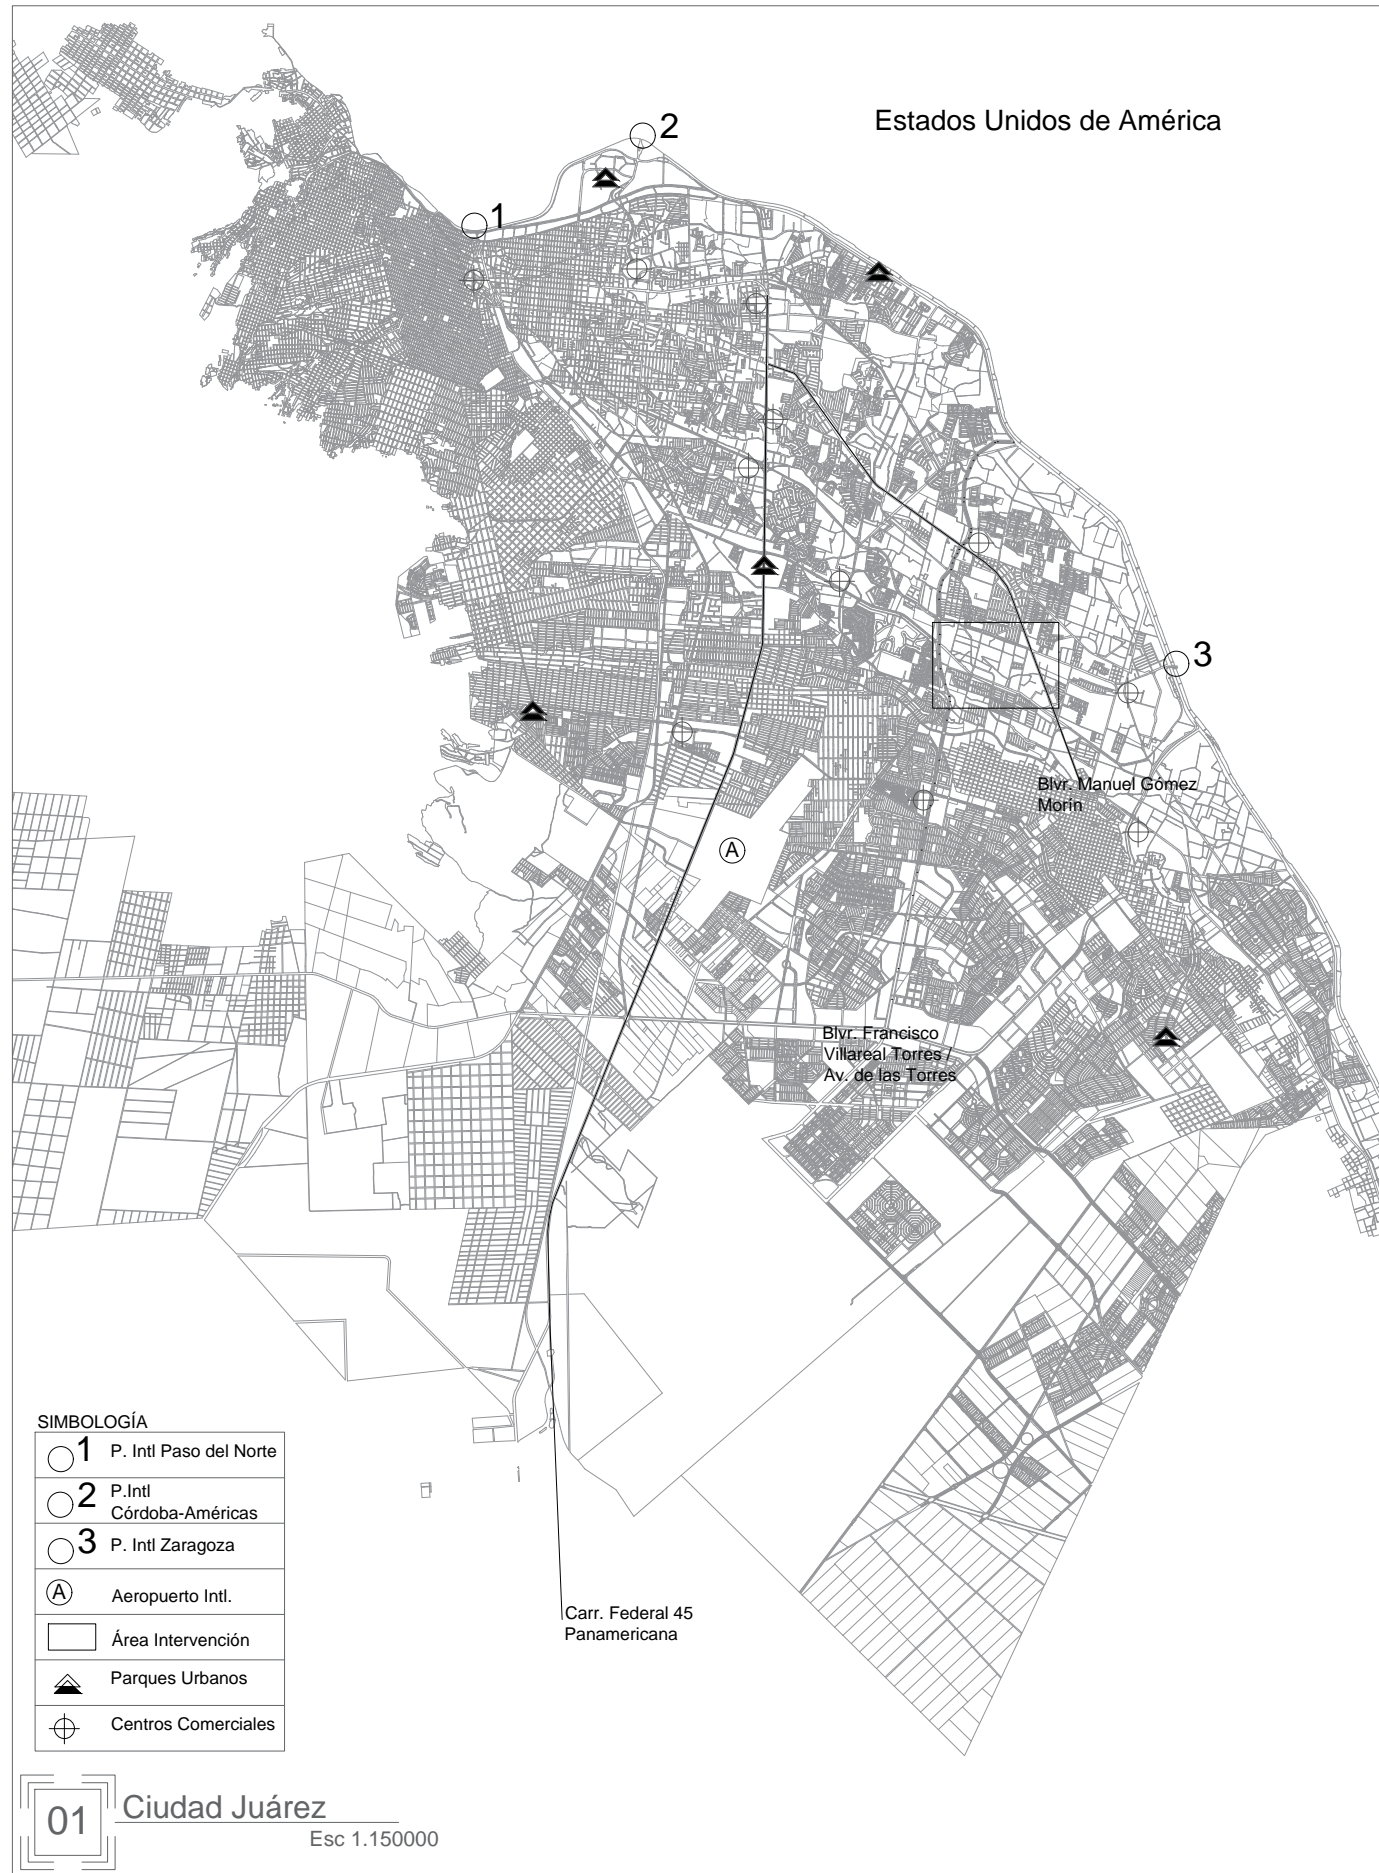 Estados Unidos de América
2
1
3
Blvr. Manuel Gómez
Morin
A
Blvr. Francisco
Villareal Torres /
Av. de las Torres
Carr. Federal 45
Panamericana
SIMBOLOGÍA
1 P. Intl Paso del Norte
2 P.Intl
Córdoba-Américas
3 P. Intl Zaragoza
A Aeropuerto Intl.
Área Intervención
Parques Urbanos
Centros Comerciales
01 Ciudad Juárez
Esc 1.150000